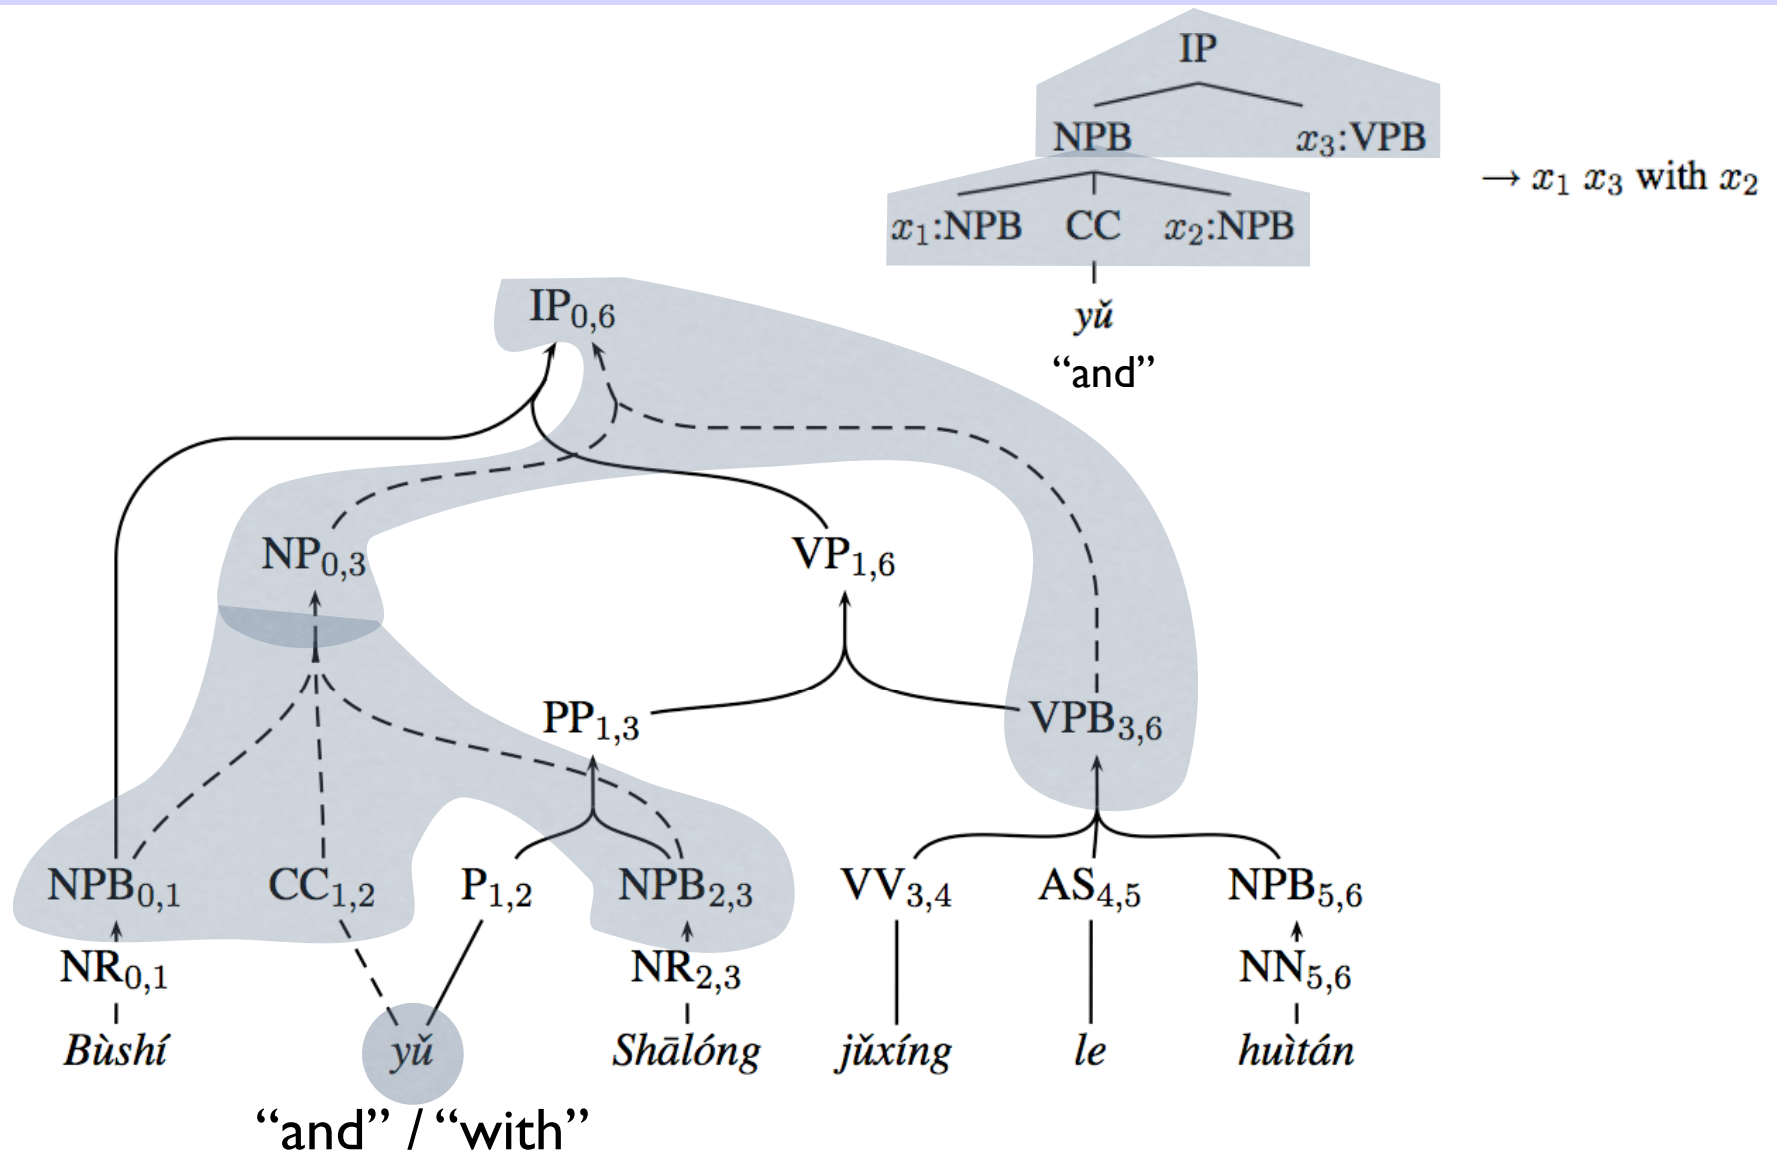 IP
NPB x₃:VPB
→ x₁ x₃ with x₂
x₁:NPB CC x₂:NPB
yǔ
“and”
IP₀,₆
NP₀,₃ VP₁,₆
PP₁,₃ VPB₃,₆
NPB₀,₁ CC₁,₂ P₁,₂ NPB₂,₃ VV₃,₄ AS₄,₅ NPB₅,₆
NR₀,₁ NR₂,₃ NN₅,₆
Bùshí yǔ Shālóng jǔxíng le huìtán
“and” / “with”